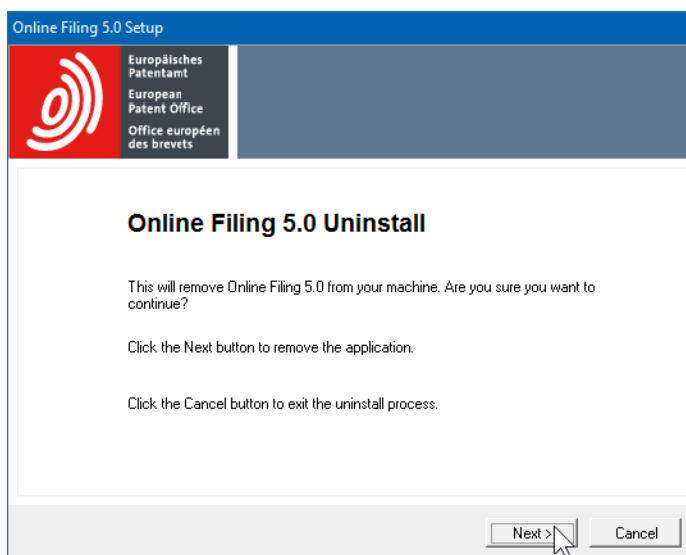 Online Filing 5.0 Setup
Europäisches
Patentamt
European
Patent Office
Office européen
des brevets
Online Filing 5.0 Uninstall
This will remove Online Filing 5.0 from your machine. Are you sure you want to
continue?
Click the Next button to remove the application.
Click the Cancel button to exit the uninstall process.
Next >
Cancel